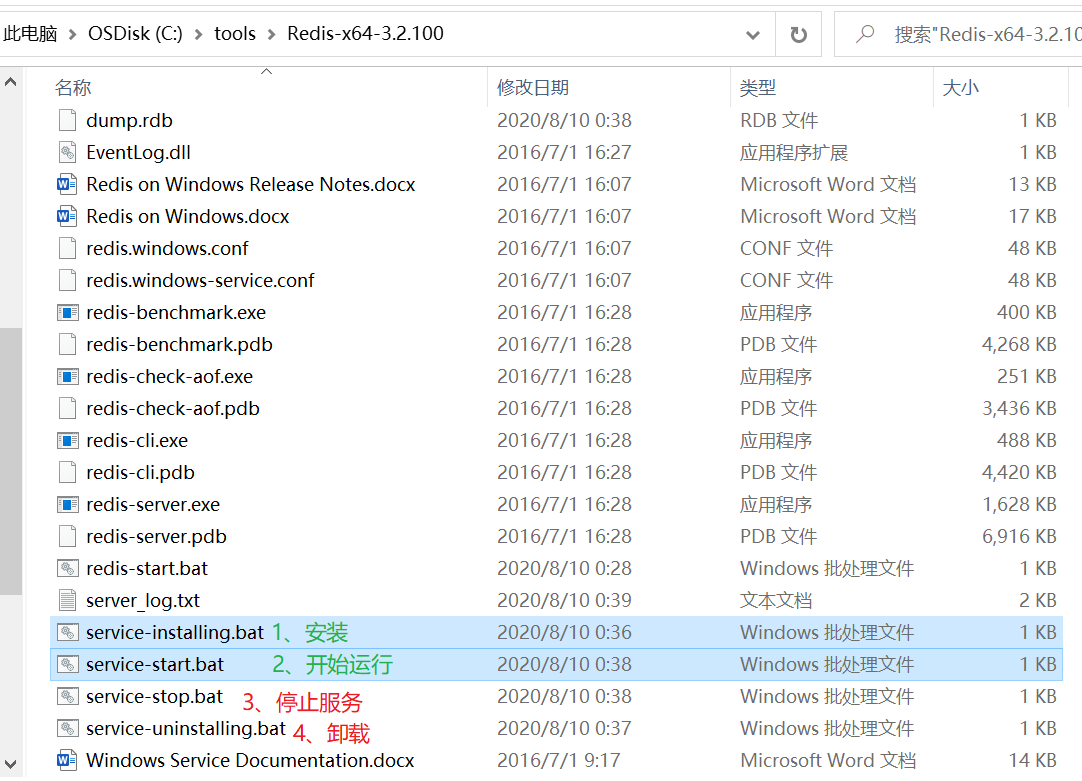 此电脑 > OSDisk (C:) > tools > Redis-x64-3.2.100 搜索"Redis-x64-3.2.10
名称 修改日期 类型 大小
dump.rdb 2020/8/10 0:38 RDB 文件 1 KB
EventLog.dll 2016/7/1 16:27 应用程序扩展 1 KB
Redis on Windows Release Notes.docx 2016/7/1 16:07 Microsoft Word 文档 13 KB
Redis on Windows.docx 2016/7/1 16:07 Microsoft Word 文档 17 KB
redis.windows.conf 2016/7/1 16:07 CONF 文件 48 KB
redis.windows-service.conf 2016/7/1 16:07 CONF 文件 48 KB
redis-benchmark.exe 2016/7/1 16:28 应用程序 400 KB
redis-benchmark.pdb 2016/7/1 16:28 PDB 文件 4,268 KB
redis-check-aof.exe 2016/7/1 16:28 应用程序 251 KB
redis-check-aof.pdb 2016/7/1 16:28 PDB 文件 3,436 KB
redis-cli.exe 2016/7/1 16:28 应用程序 488 KB
redis-cli.pdb 2016/7/1 16:28 PDB 文件 4,420 KB
redis-server.exe 2016/7/1 16:28 应用程序 1,628 KB
redis-server.pdb 2016/7/1 16:28 PDB 文件 6,916 KB
redis-start.bat 2020/8/10 0:28 Windows 批处理文件 1 KB
server_log.txt 2020/8/10 0:39 文本文档 2 KB
service-installing.bat 1、安装 2020/8/10 0:36 Windows 批处理文件 1 KB
service-start.bat 2、开始运行 2020/8/10 0:38 Windows 批处理文件 1 KB
service-stop.bat 3、停止服务 2020/8/10 0:38 Windows 批处理文件 1 KB
service-uninstalling.bat 4、卸载 2020/8/10 0:37 Windows 批处理文件 1 KB
Windows Service Documentation.docx 2016/7/1 9:17 Microsoft Word 文档 14 KB